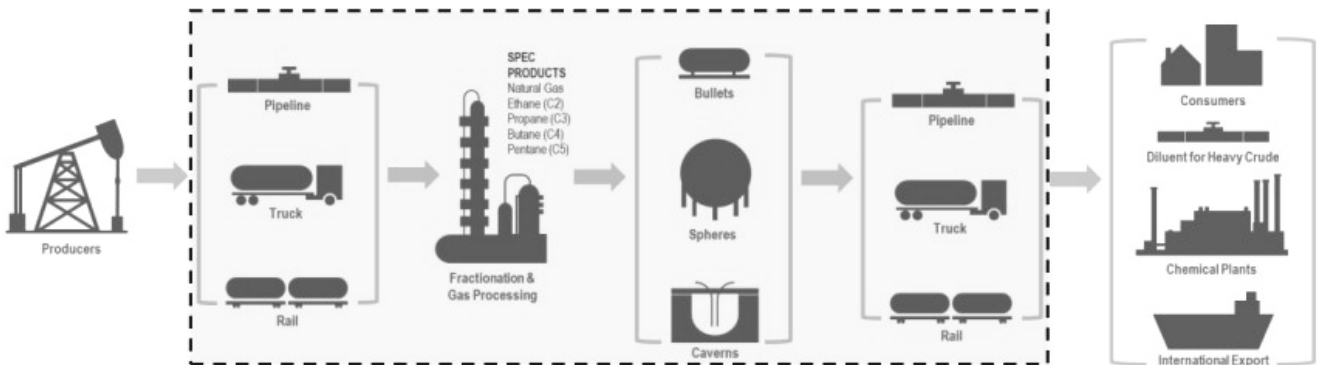 Producers
Pipeline
Truck
Rail
SPEC
PRODUCTS
Natural Gas
Ethane (C2)
Propane (C3)
Butane (C4)
Pentane (C5)
Fractionation &
Gas Processing
Bullets
Spheres
Caverns
Pipeline
Truck
Rail
Consumers
Diluent for Heavy Crude
Chemical Plants
International Export